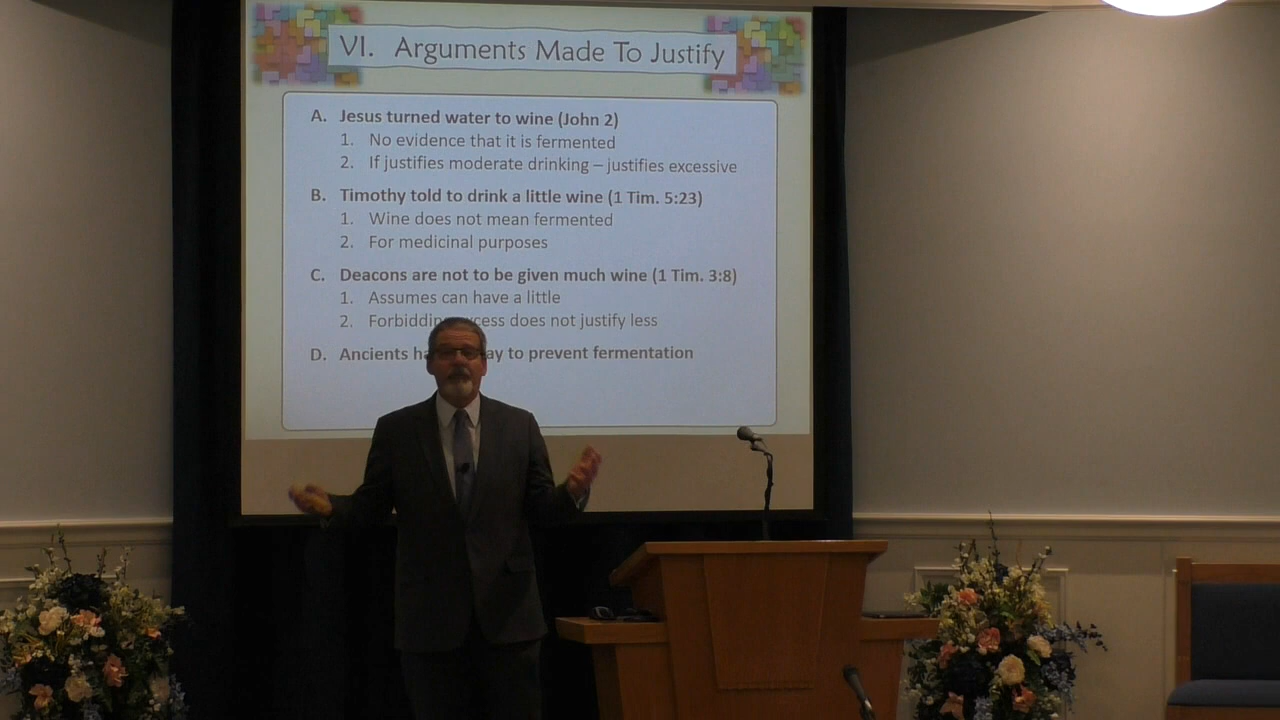 VI. Arguments Made To Justify
A. Jesus turned water to wine (John 2)
1. No evidence that it is fermented
2. If justifies moderate drinking – justifies excessive
B. Timothy told to drink a little wine (1 Tim. 5:23)
1. Wine does not mean fermented
2. For medicinal purposes
C. Deacons are not to be given much wine (1 Tim. 3:8)
1. Assumes can have a little
2. does not justify less
D. Ancients to prevent fermentation